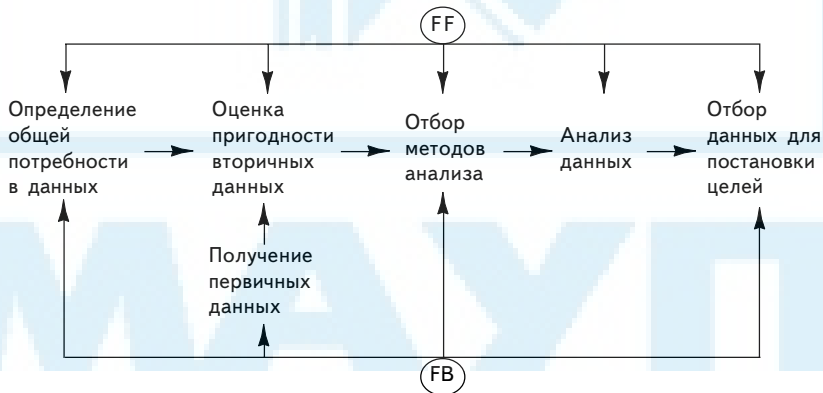 FF
Определение
общей
потребности
в данных
Оценка
пригодности
вторичных
данных
Отбор
методов
анализа
Анализ
данных
Отбор
данных для
постановки
целей
Получение
первичных
данных
FB
МАУП